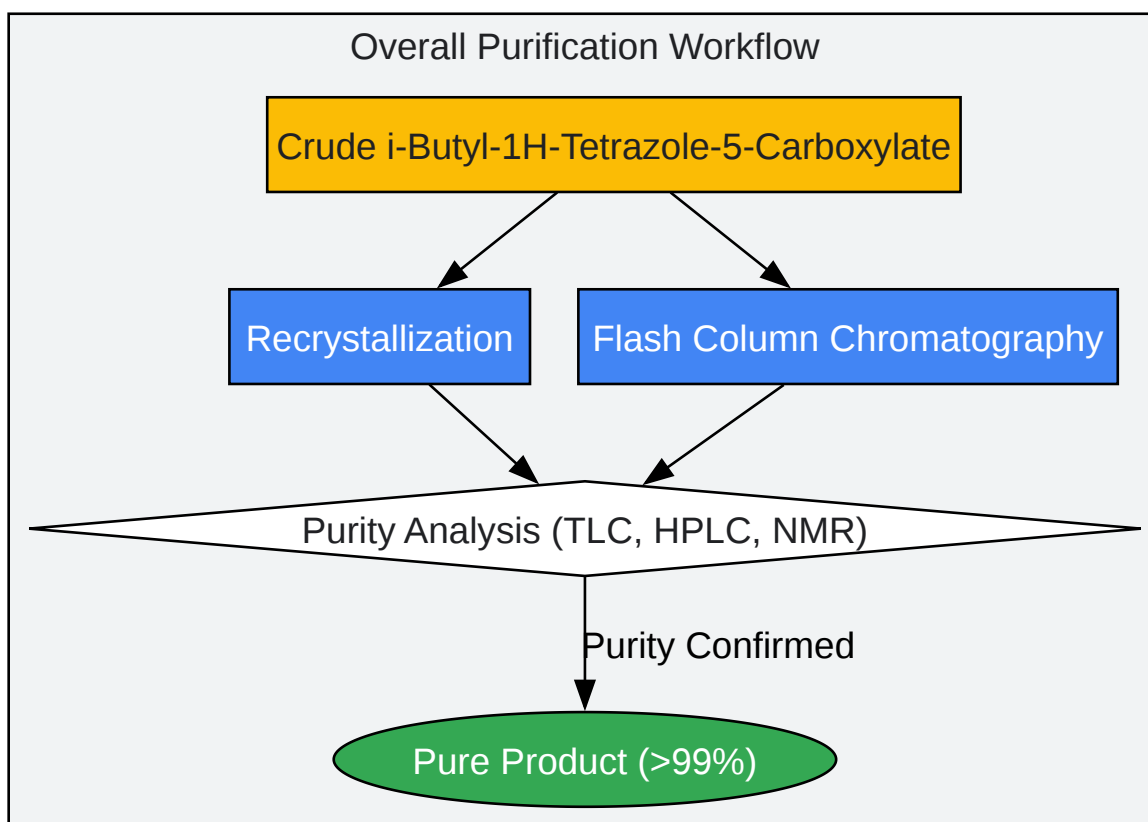 Overall Purification Workflow
Crude i-Butyl-1H-Tetrazole-5-Carboxylate
Recrystallization
Flash Column Chromatography
Purity Analysis (TLC, HPLC, NMR)
Purity Confirmed
Pure Product (>99%)